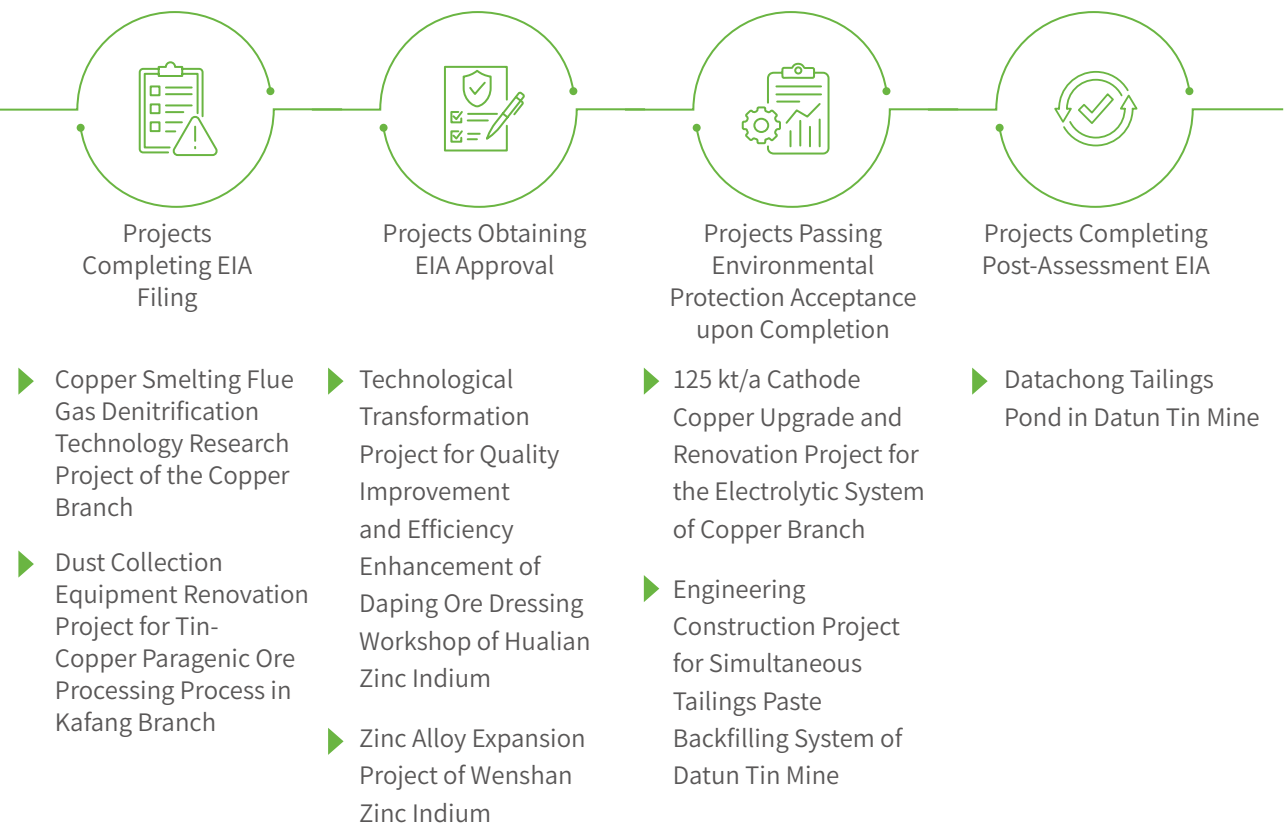 Projects
Completing EIA
Filing
Copper Smelting Flue
Gas Denitrification
Technology Research
Project of the Copper
Branch
Dust Collection
Equipment Renovation
Project for Tin-
Copper Paragenic Ore
Processing Process in
Kafang Branch
Projects Obtaining
EIA Approval
Technological
Transformation
Project for Quality
Improvement
and Efficiency
Enhancement of
Daping Ore Dressing
Workshop of Hualian
Zinc Indium
Zinc Alloy Expansion
Project of Wenshan
Zinc Indium
Projects Passing
Environmental
Protection Acceptance
upon Completion
125 kt/a Cathode
Copper Upgrade and
Renovation Project for
the Electrolytic System
of Copper Branch
Engineering
Construction Project
for Simultaneous
Tailings Paste
Backfilling System of
Datun Tin Mine
Projects Completing
Post-Assessment EIA
Datachong Tailings
Pond in Datun Tin Mine